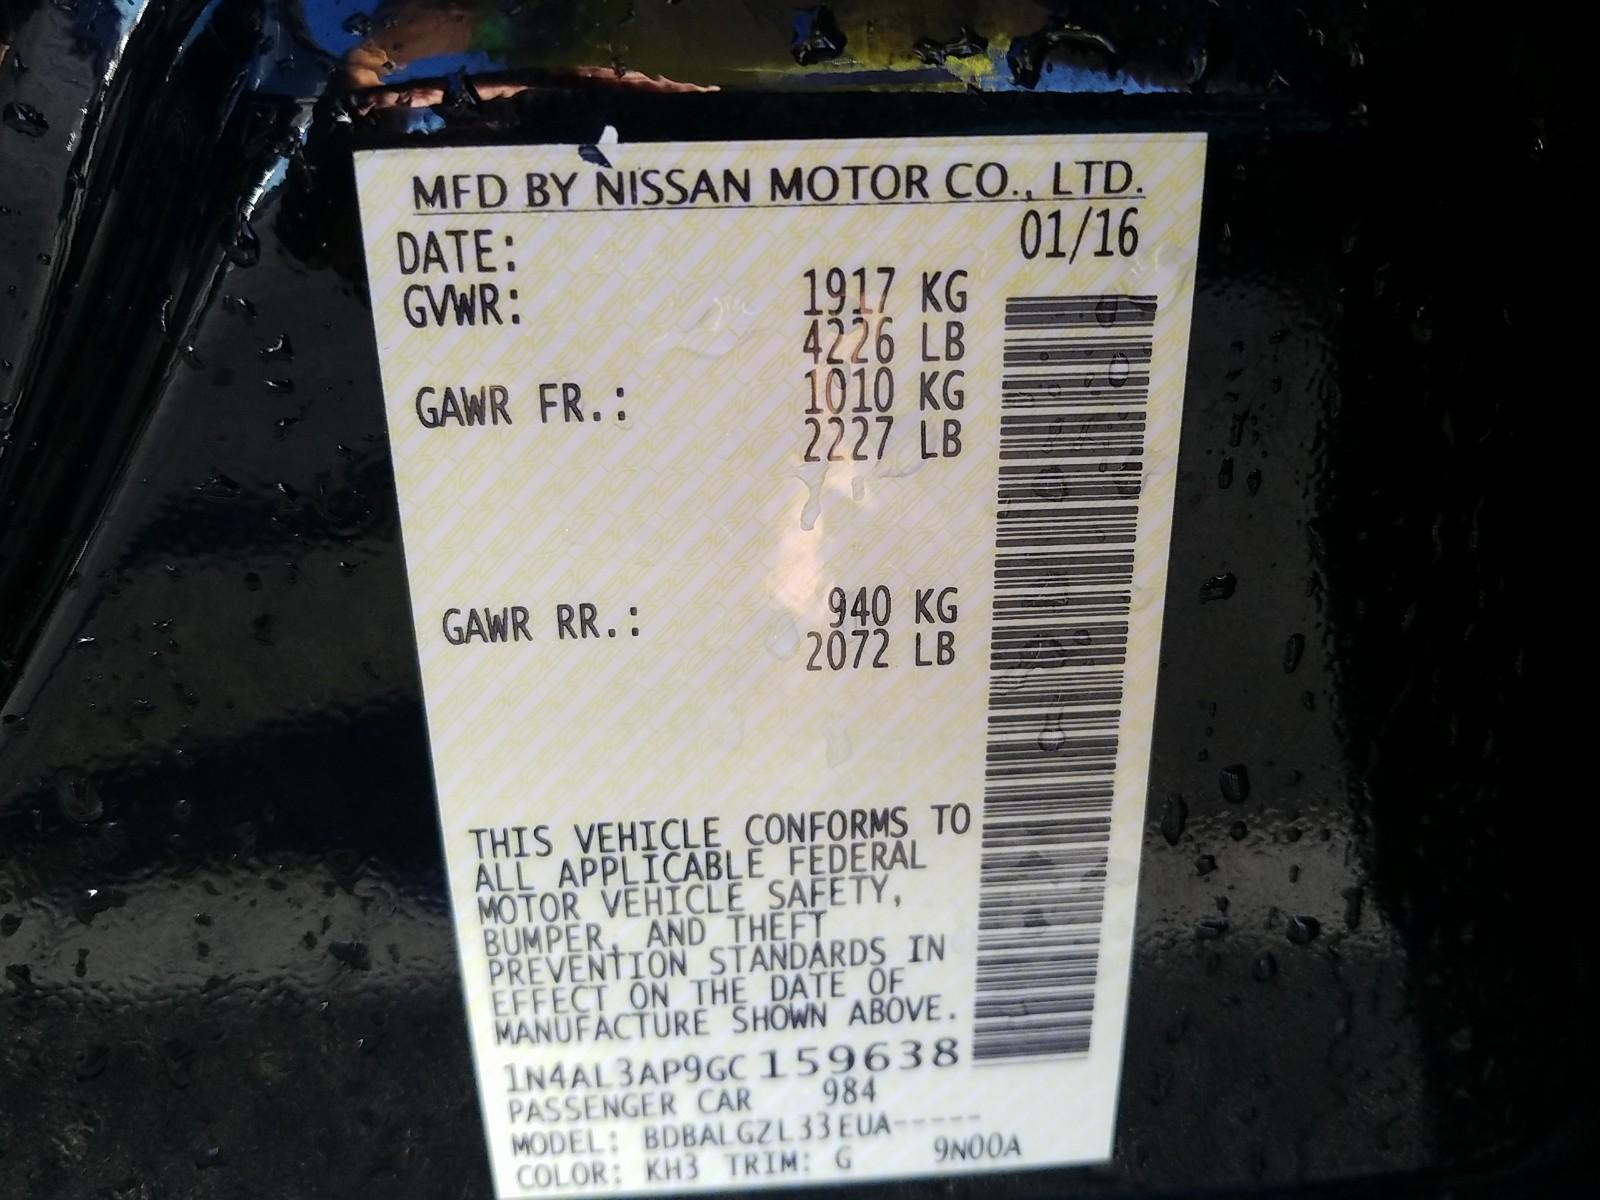 MFD BY NISSAN MOTOR CO., LTD.
DATE: 01/16
GVWR: 1917 KG
4226 LB
GAWR FR.: 1010 KG
2227 LB
GAWR RR.: 940 KG
2072 LB
THIS VEHICLE CONFORMS TO
ALL APPLICABLE FEDERAL
MOTOR VEHICLE SAFETY,
BUMPER, AND THEFT
PREVENTION STANDARDS IN
EFFECT ON THE DATE OF
MANUFACTURE SHOWN ABOVE.
1N4AL3AP9GC159638
PASSENGER CAR 984
MODEL: BDBALGZL33EUA-----
COLOR: KH3 TRIM: G 9N00A